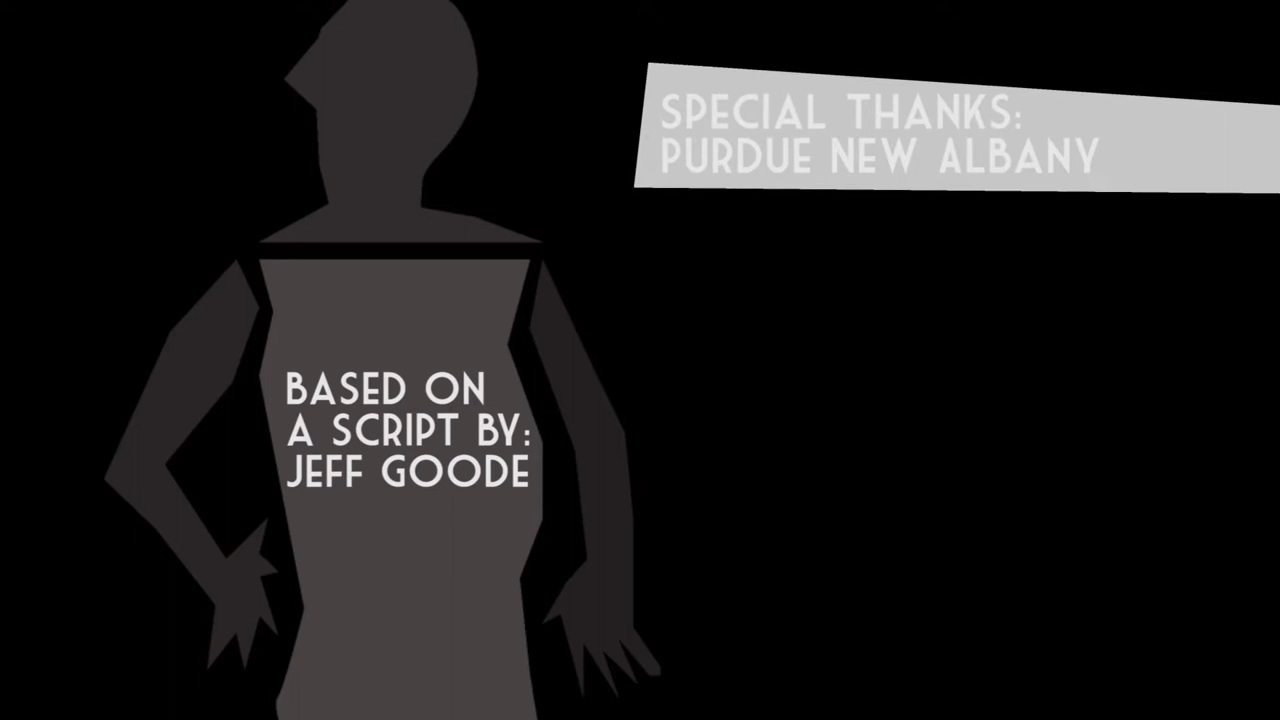 SPECIAL THANKS:
PURDUE NEW ALBANY
BASED ON
A SCRIPT BY:
JEFF GOODE